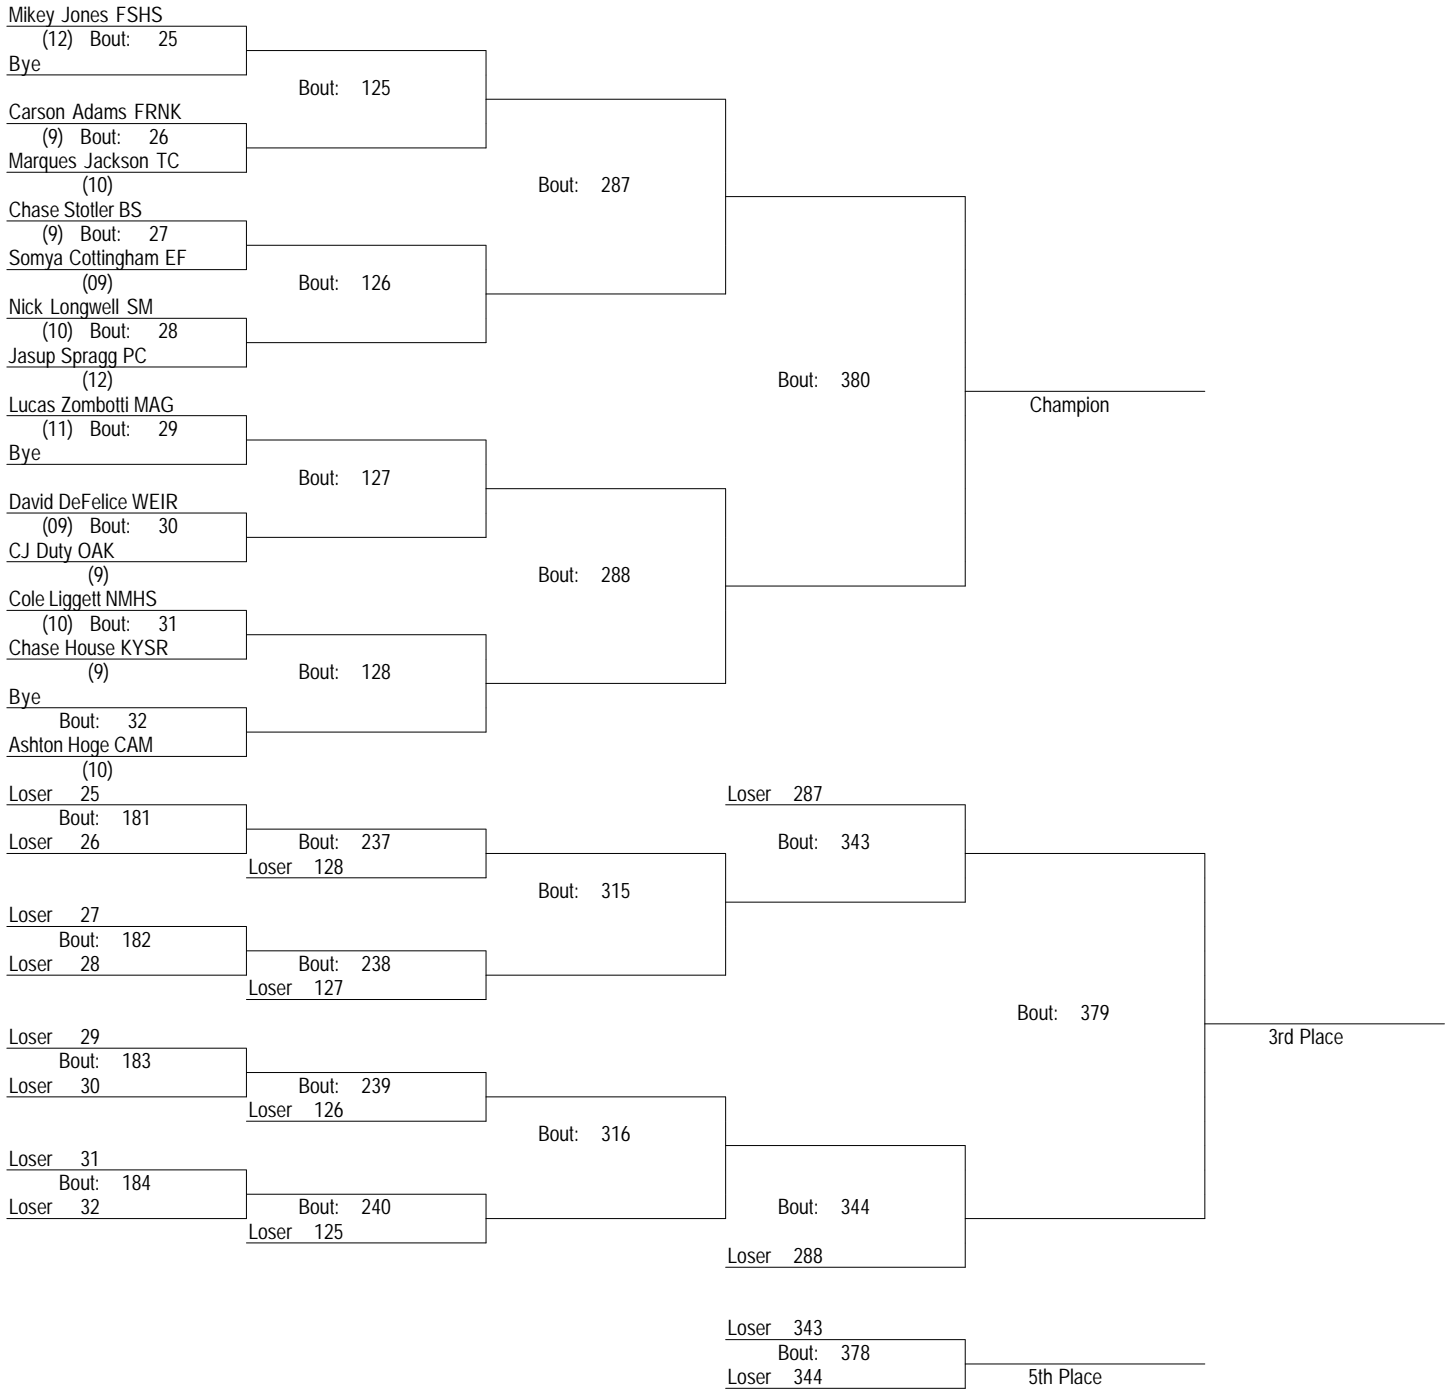 Mikey Jones FSHS
(12) Bout: 25
Bye
Bout: 125
Carson Adams FRNK
(9) Bout: 26
Marques Jackson TC
(10)
Bout: 287
Chase Stotler BS
(9) Bout: 27
Somya Cottingham EF
(09)
Bout: 126
Nick Longwell SM
(10) Bout: 28
Jasup Spragg PC
(12)
Bout: 380
Champion
Lucas Zombotti MAG
(11) Bout: 29
Bye
Bout: 127
David DeFelice WEIR
(09) Bout: 30
CJ Duty OAK
(9)
Bout: 288
Cole Liggett NMHS
(10) Bout: 31
Chase House KYSR
(9)
Bout: 128
Bye
Bout: 32
Ashton Hoge CAM
(10)
Loser 25
Bout: 181
Loser 26
Bout: 237
Loser 128
Loser 287
Bout: 343
Bout: 315
Loser 27
Bout: 182
Loser 28
Bout: 238
Loser 127
Bout: 379
3rd Place
Loser 29
Bout: 183
Loser 30
Bout: 239
Loser 126
Bout: 316
Loser 31
Bout: 184
Loser 32
Bout: 240
Loser 125
Bout: 344
Loser 288
Loser 343
Bout: 378
Loser 344
5th Place